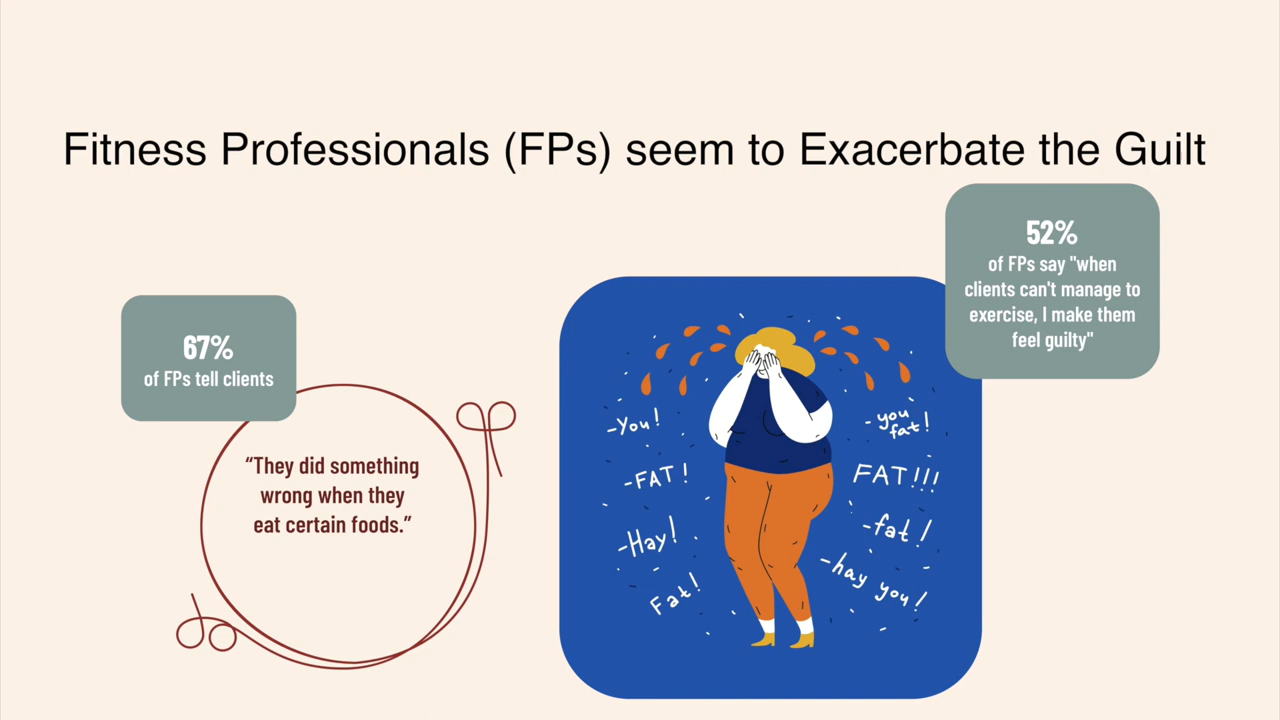 Fitness Professionals (FPs) seem to Exacerbate the Guilt
67%
of FPs tell clients
“They did something
wrong when they
eat certain foods.”
52%
of FPs say "when
clients can't manage to
exercise, I make them
feel guilty"
-You!
-FAT!
-Hay!
Fat!
-you
fat!
FAT!!!
-fat!
-hay you!